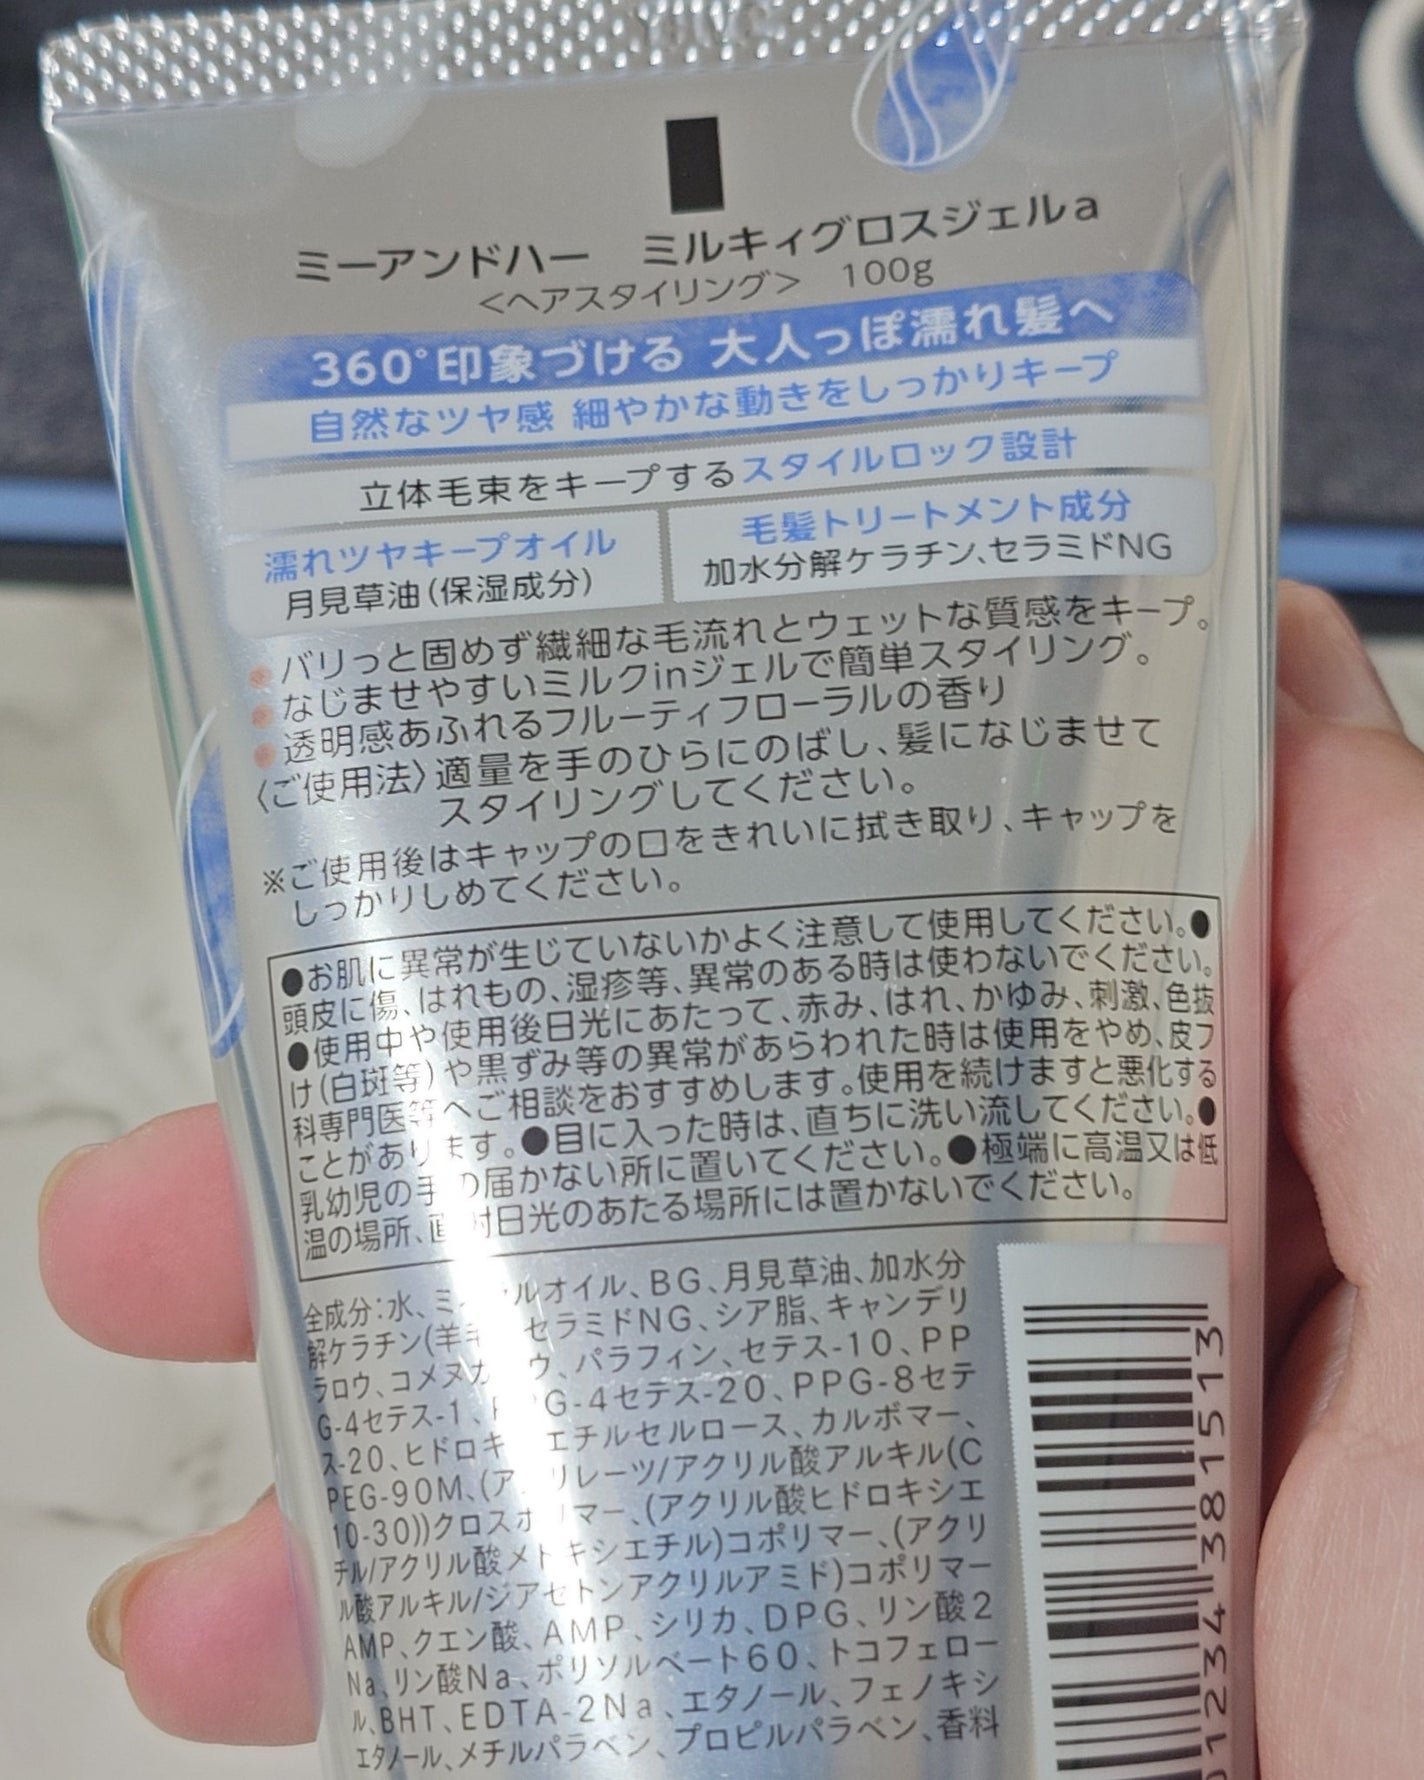 ミーアンドハー　ミルキィグロスジェルa
<ヘアスタイリング>　100g
360°印象づける 大人っぽ濡れ髪へ
自然なツヤ感 細やかな動きをしっかりキープ
立体毛束をキープするスタイルロック設計
濡れツヤキープオイル
月見草油(保湿成分)
毛髪トリートメント成分
加水分解ケラチン、セラミドNG
バリっと固めず繊細な毛流れとウェットな質感をキープ。
なじませやすいミルクinジェルで簡単スタイリング。
透明感あふれるフルーティフローラルの香り
〈ご使用法〉適量を手のひらにのばし、髪になじませて
スタイリングしてください。
※ご使用後はキャップの口をきれいに拭き取り、キャップを
しっかりしめてください。
●お肌に異常が生じていないかよく注意して使用してください。●
頭皮に傷、はれもの、湿疹等、異常のある時は使わないでください。
●使用中や使用後日光にあたって、赤み、はれ、かゆみ、刺激、色抜
け(白斑等)や黒ずみ等の異常があらわれた時は使用をやめ、皮フ
科専門医等へご相談をおすすめします。使用を続けますと悪化する
ことがあります。●目に入った時は、直ちに洗い流してください。●
乳幼児の手の届かない所に置いてください。●極端に高温又は低
温の場所、直射日光のあたる場所には置かないでください。
全成分：水、ミネラルオイル、BG、月見草油、加水分
解ケラチン(羊毛)、セラミドNG、シア脂、キャンデリ
ラロウ、コメヌカロウ、パラフィン、セテス-10、PP
G-4セテス-1、PPG-4セテス-20、PPG-8セテ
ス-20、ヒドロキシエチルセルロース、カルボマー、
PEG-90M、(アクリレーツ/アクリル酸アルキル(C
10-30))クロスポリマー、(アクリル酸ヒドロキシエ
チル/アクリル酸メトキシエチル)コポリマー、(アクリ
ル酸アルキル/ジアセトンアクリルアミド)コポリマー
AMP、クエン酸、AMP、シリカ、DPG、リン酸2
Na、リン酸Na、ポリソルベート60、トコフェロー
ル、BHT、EDTA-2Na、エタノール、フェノキシ
エタノール、メチルパラベン、プロピルパラベン、香料
01234 381513